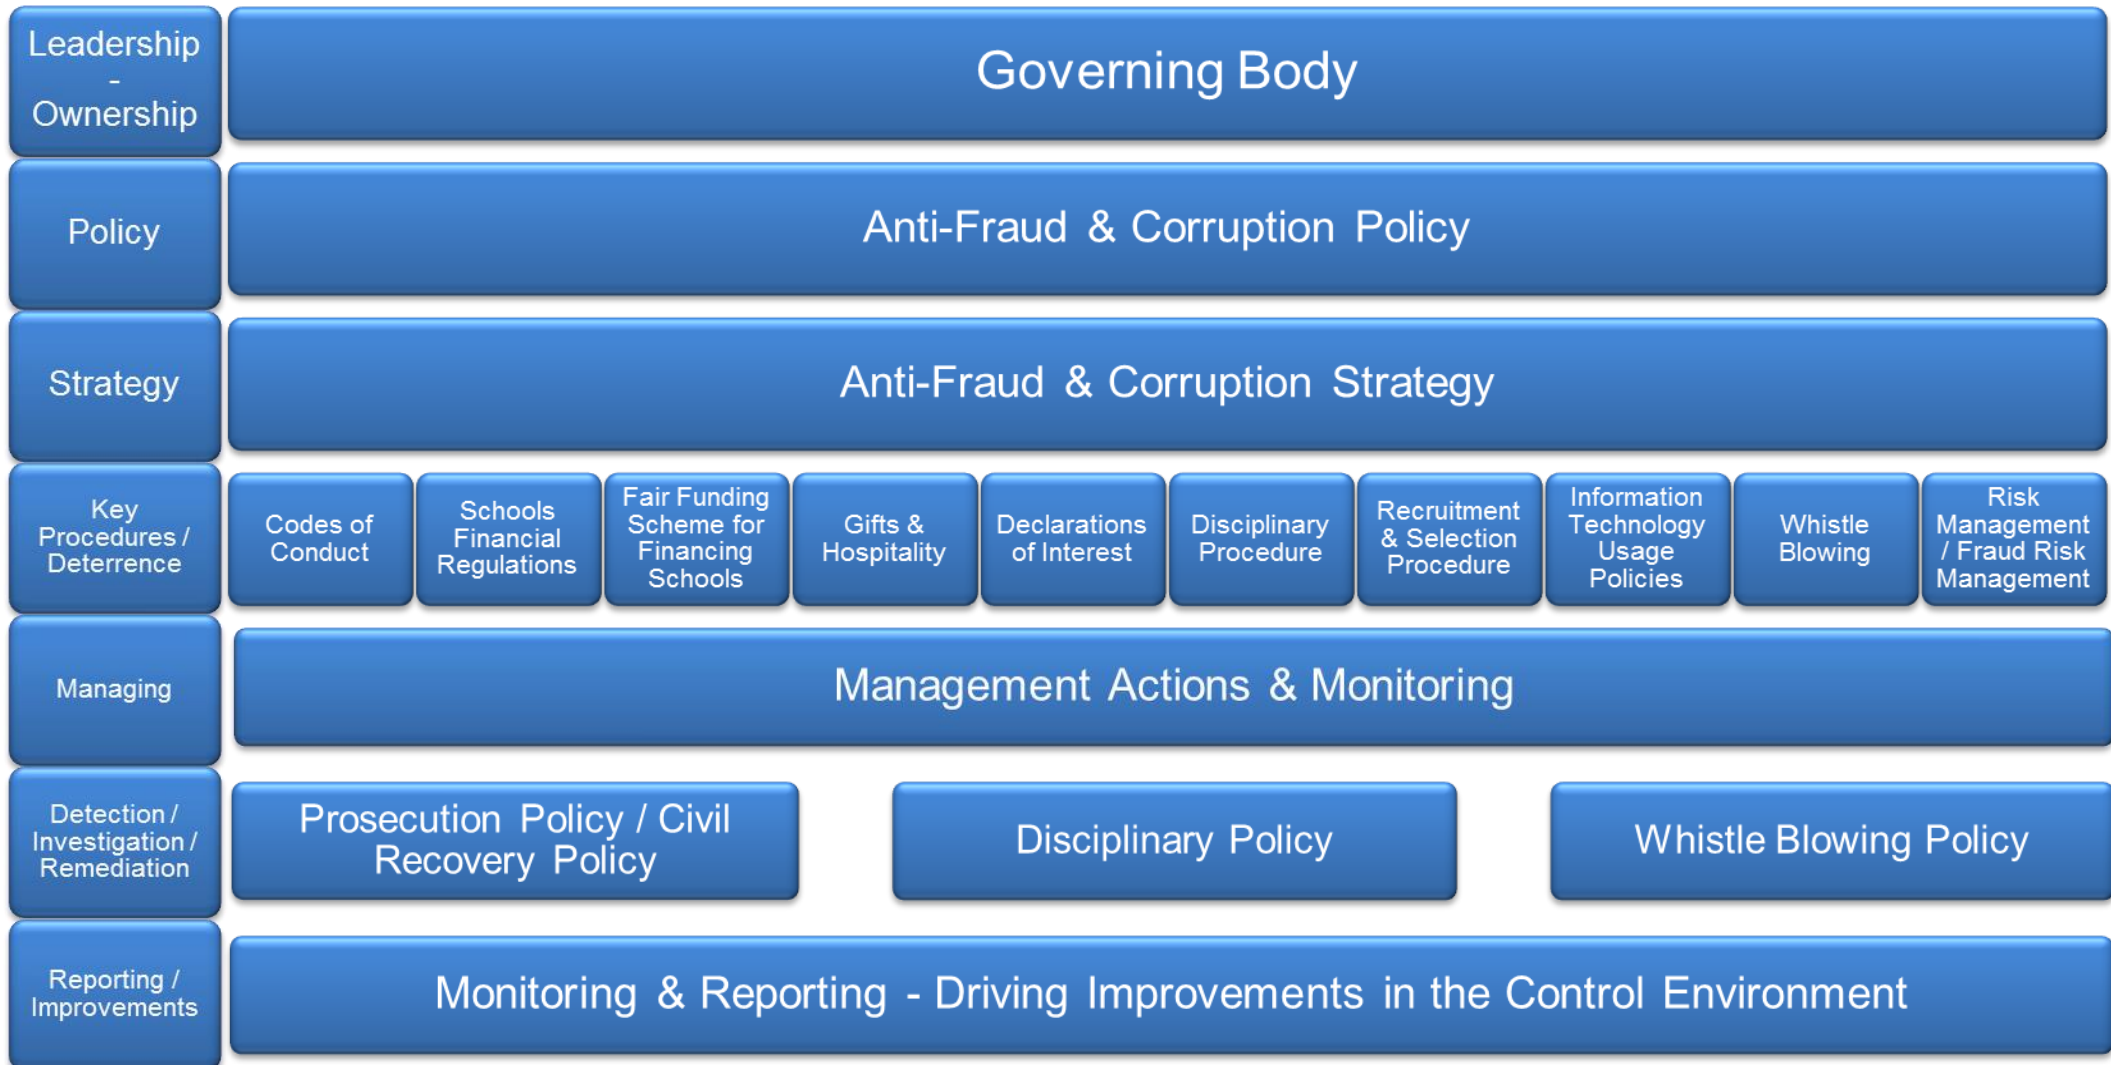 Leadership
-
Ownership
Governing Body
Policy
Anti-Fraud & Corruption Policy
Strategy
Anti-Fraud & Corruption Strategy
Key
Procedures /
Deterrence
Codes of
Conduct
Schools
Financial
Regulations
Fair Funding
Scheme for
Financing
Schools
Gifts &
Hospitality
Declarations
of Interest
Disciplinary
Procedure
Recruitment
& Selection
Procedure
Information
Technology
Usage
Policies
Whistle
Blowing
Risk
Management
/ Fraud Risk
Management
Managing
Management Actions & Monitoring
Detection /
Investigation /
Remediation
Prosecution Policy / Civil
Recovery Policy
Disciplinary Policy
Whistle Blowing Policy
Reporting /
Improvements
Monitoring & Reporting - Driving Improvements in the Control Environment